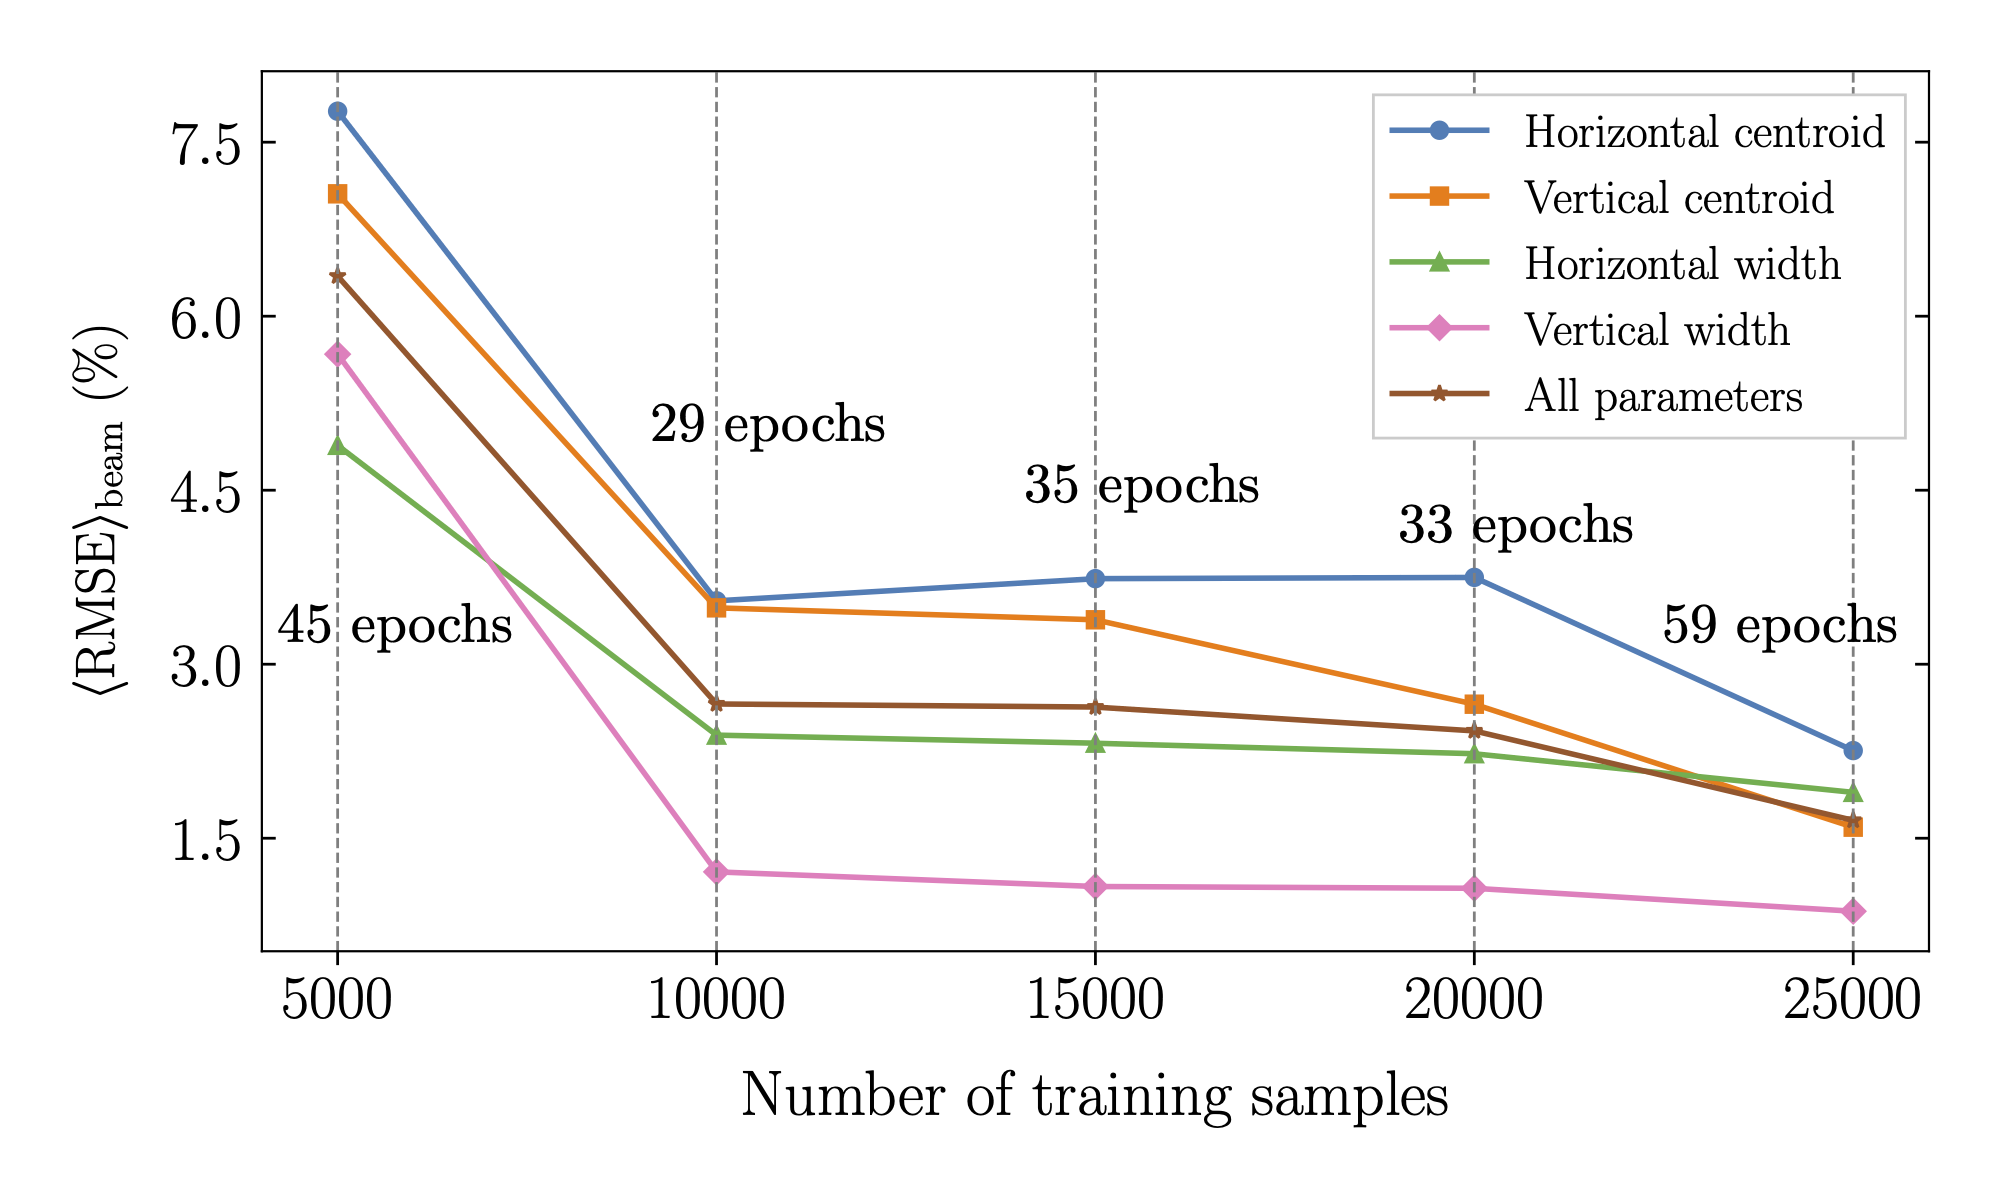 7.5
6.0
4.5
3.0
1.5
⟨RMSE⟩beam (%)
Horizontal centroid
Vertical centroid
Horizontal width
Vertical width
All parameters
29 epochs
35 epochs
33 epochs
45 epochs
59 epochs
5000 10000 15000 20000 25000
Number of training samples